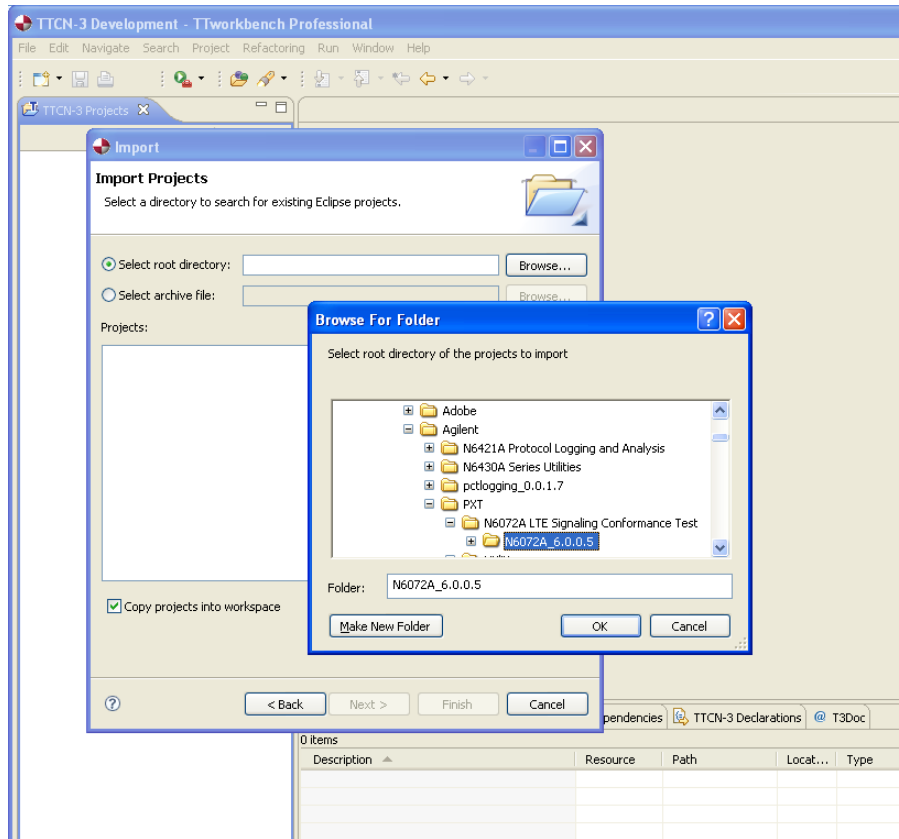 TTCN-3 Development - TTworkbench Professional
File Edit Navigate Search Project Refactoring Run Window Help
TTCN-3 Projects
Import
Import Projects
Select a directory to search for existing Eclipse projects.
Select root directory:
Browse...
Select archive file:
Browse...
Projects:
Browse For Folder
Select root directory of the projects to import
Adobe
Agilent
N6421A Protocol Logging and Analysis
N6430A Series Utilities
pctlogging_0.0.1.7
PXT
N6072A LTE Signaling Conformance Test
N6072A_6.0.0.5
Folder: N6072A_6.0.0.5
Make New Folder OK Cancel
Copy projects into workspace
< Back Next > Finish Cancel
pendencies TTCN-3 Declarations @ T3Doc
0 items
Description Resource Path Locat... Type